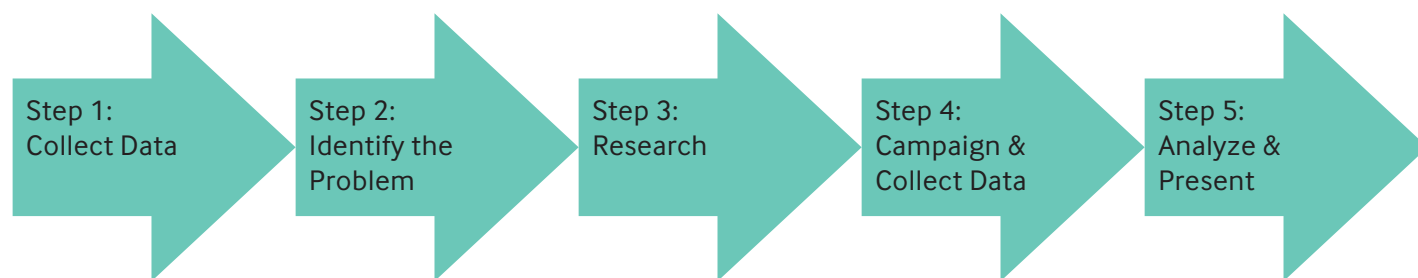 Step 1:
Collect Data
Step 2:
Identify the
Problem
Step 3:
Research
Step 4:
Campaign &
Collect Data
Step 5:
Analyze &
Present